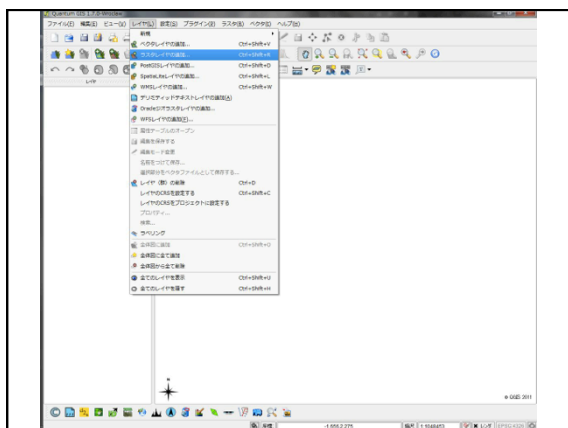 Quantum GIS 1.7.0-Wroclaw
ファイル(F) 編集(E) ビュー(V) レイヤ(L) 設定(S) プラグイン(P) ラスタ(R) ベクタ(O) ヘルプ(H)
新規
ベクタレイヤの追加... Ctrl+Shift+V
ラスタレイヤの追加... Ctrl+Shift+R
PostGISレイヤの追加... Ctrl+Shift+D
SpatiaLiteレイヤの追加... Ctrl+Shift+L
WMSレイヤの追加... Ctrl+Shift+W
デリミティッドテキストレイヤの追加(A)
Oracleジオラスタレイヤの追加...
WFSレイヤの追加(F)...
属性テーブルのオープン
編集を保存する
編集モード変更
名前をつけて保存...
選択部分をベクタファイルとして保存する...
レイヤ（群）の削除 Ctrl+D
レイヤのCRSを設定する Ctrl+Shift+C
レイヤのCRSをプロジェクトに設定する
プロパティ...
検索...
ラベリング
全体図に追加 Ctrl+Shift+O
全体図に全て追加
全体図から全て削除
全てのレイヤを表示 Ctrl+Shift+U
全てのレイヤを隠す Ctrl+Shift+H
レイヤ
© QGIS 2011
座標
縮尺
レンダ
EPSG:4326